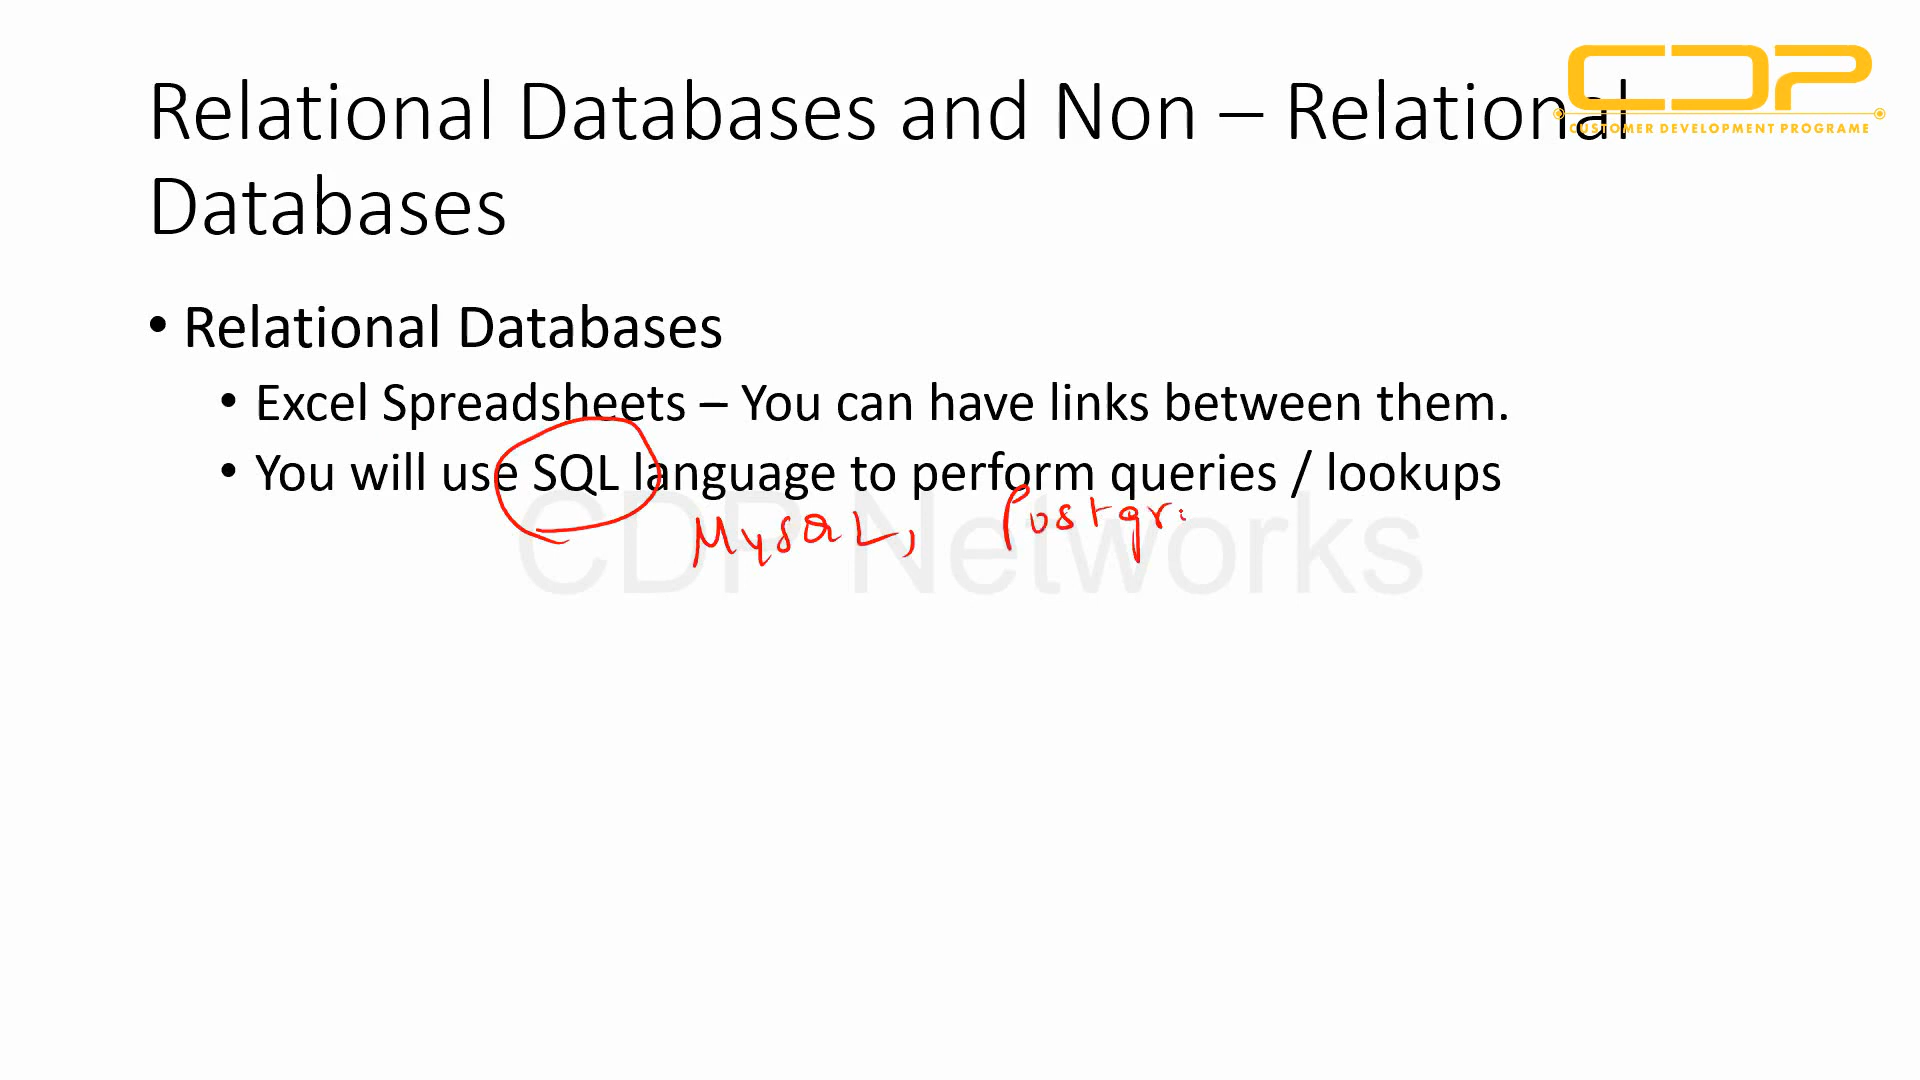 Relational Databases and Non – Relational
Databases
CUSTOMER DEVELOPMENT PROGRAME
• Relational Databases
• Excel Spreadsheets – You can have links between them.
• You will use SQL language to perform queries / lookups
MySQL, Postgr
CDP Networks